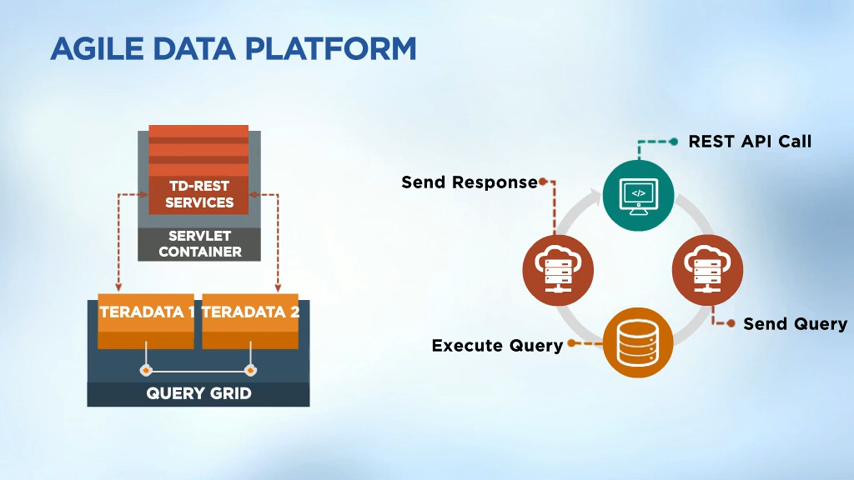 AGILE DATA PLATFORM
TD-REST
SERVICES
SERVLET
CONTAINER
TERADATA 1
TERADATA 2
QUERY GRID
REST API Call
</>
Send Response
Send Query
Execute Query